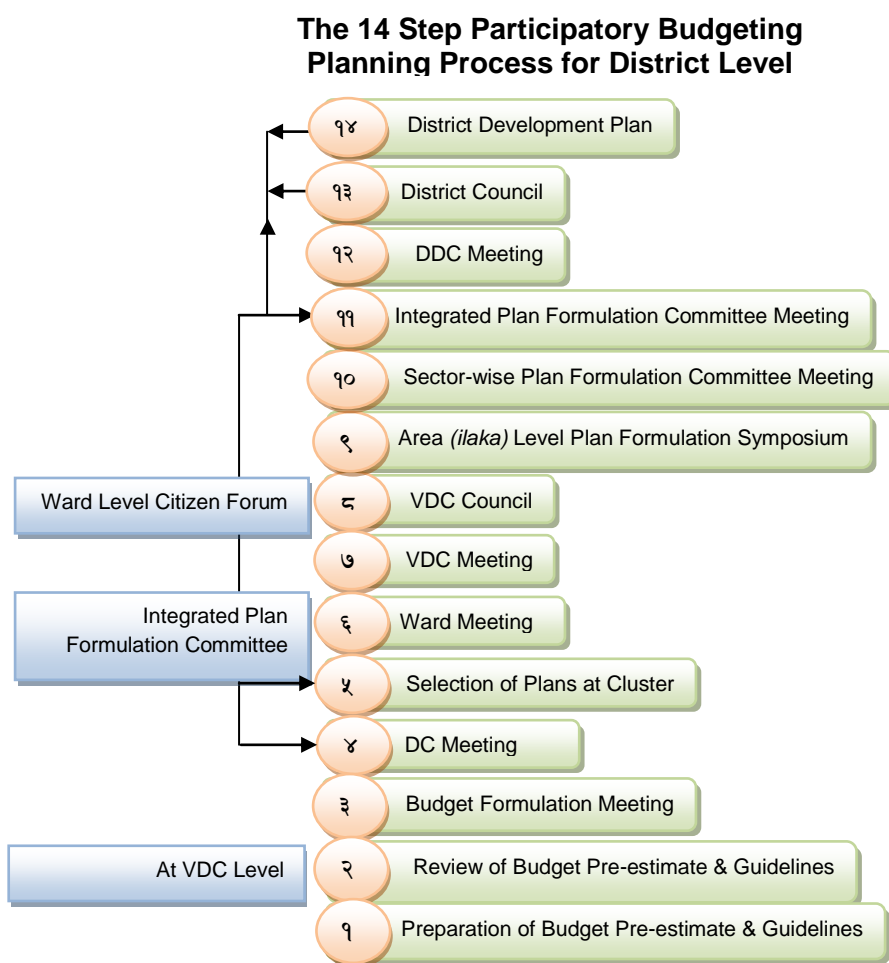 The 14 Step Participatory Budgeting
Planning Process for District Level
१४ District Development Plan
१३ District Council
१२ DDC Meeting
११ Integrated Plan Formulation Committee Meeting
१० Sector-wise Plan Formulation Committee Meeting
९ Area (ilaka) Level Plan Formulation Symposium
Ward Level Citizen Forum
८ VDC Council
७ VDC Meeting
Integrated Plan
Formulation Committee
६ Ward Meeting
५ Selection of Plans at Cluster
४ DC Meeting
३ Budget Formulation Meeting
At VDC Level
२ Review of Budget Pre-estimate & Guidelines
१ Preparation of Budget Pre-estimate & Guidelines